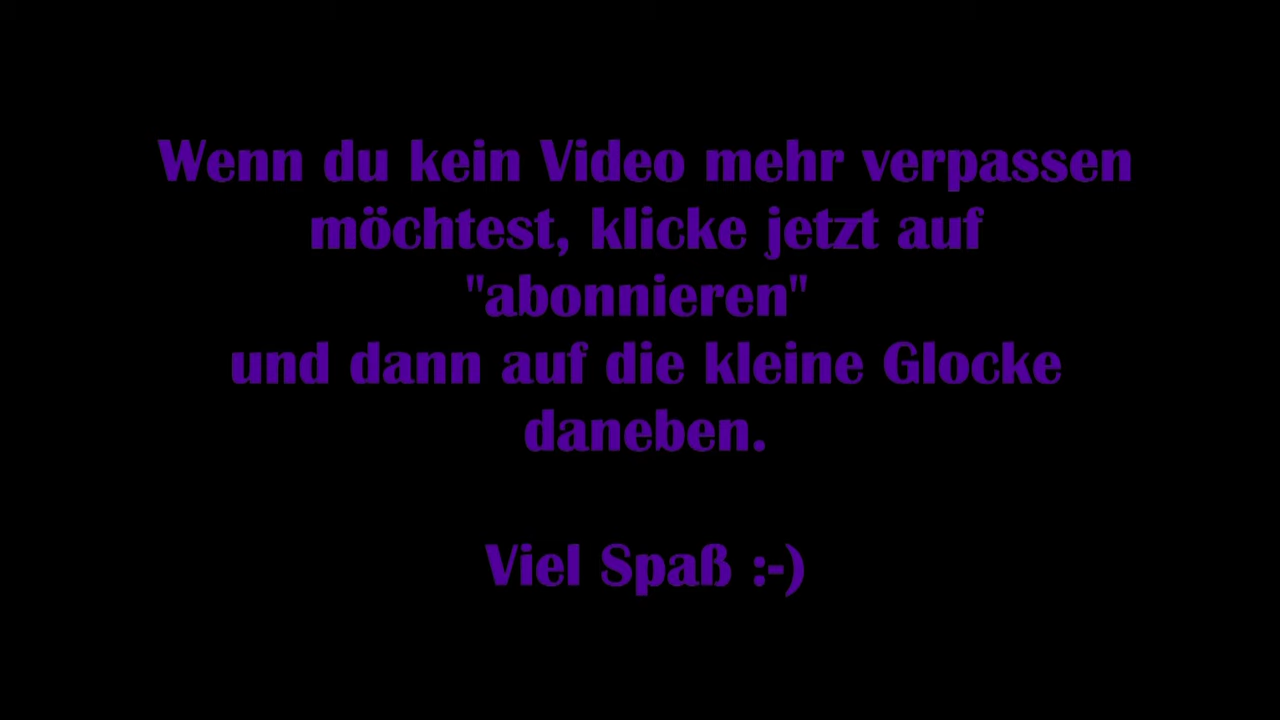 Wenn du kein Video mehr verpassen
möchtest, klicke jetzt auf
"abonnieren"
und dann auf die kleine Glocke
daneben.
Viel Spaß :-)